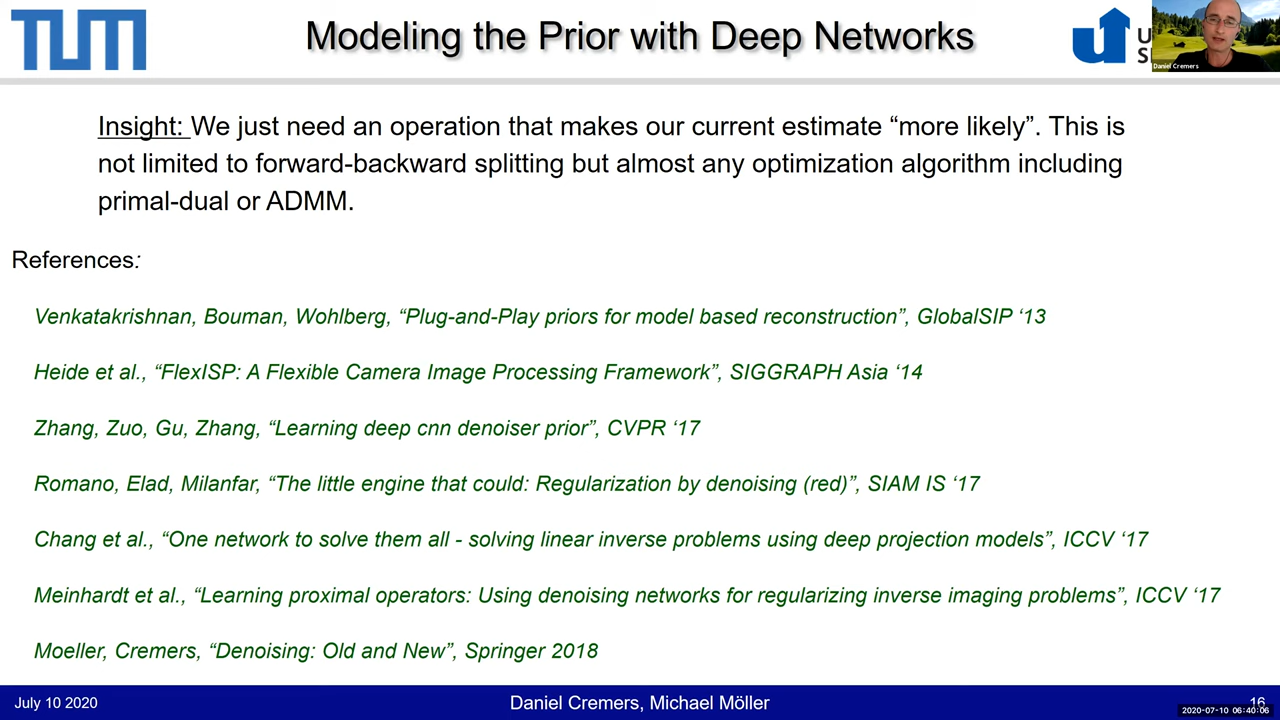 TUM
Modeling the Prior with Deep Networks
Daniel Cremers
Insight: We just need an operation that makes our current estimate “more likely”. This is
not limited to forward-backward splitting but almost any optimization algorithm including
primal-dual or ADMM.
References:
Venkatakrishnan, Bouman, Wohlberg, “Plug-and-Play priors for model based reconstruction”, GlobalSIP ‘13
Heide et al., “FlexISP: A Flexible Camera Image Processing Framework”, SIGGRAPH Asia ‘14
Zhang, Zuo, Gu, Zhang, “Learning deep cnn denoiser prior”, CVPR ‘17
Romano, Elad, Milanfar, “The little engine that could: Regularization by denoising (red)”, SIAM IS ‘17
Chang et al., “One network to solve them all - solving linear inverse problems using deep projection models”, ICCV ‘17
Meinhardt et al., “Learning proximal operators: Using denoising networks for regularizing inverse imaging problems”, ICCV ‘17
Moeller, Cremers, “Denoising: Old and New”, Springer 2018
July 10 2020
Daniel Cremers, Michael Möller
16
2020-07-10 06:40:06